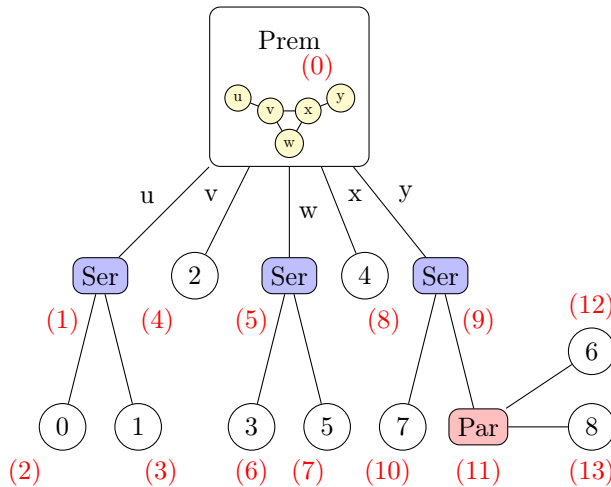 Prem
(0)
u v x y
w
u v w x y
Ser 2 Ser 4 Ser
(1) (4) (5) (8) (9) (12)
6
0 1 3 5 7 Par 8
(2) (3) (6) (7) (10) (11) (13)